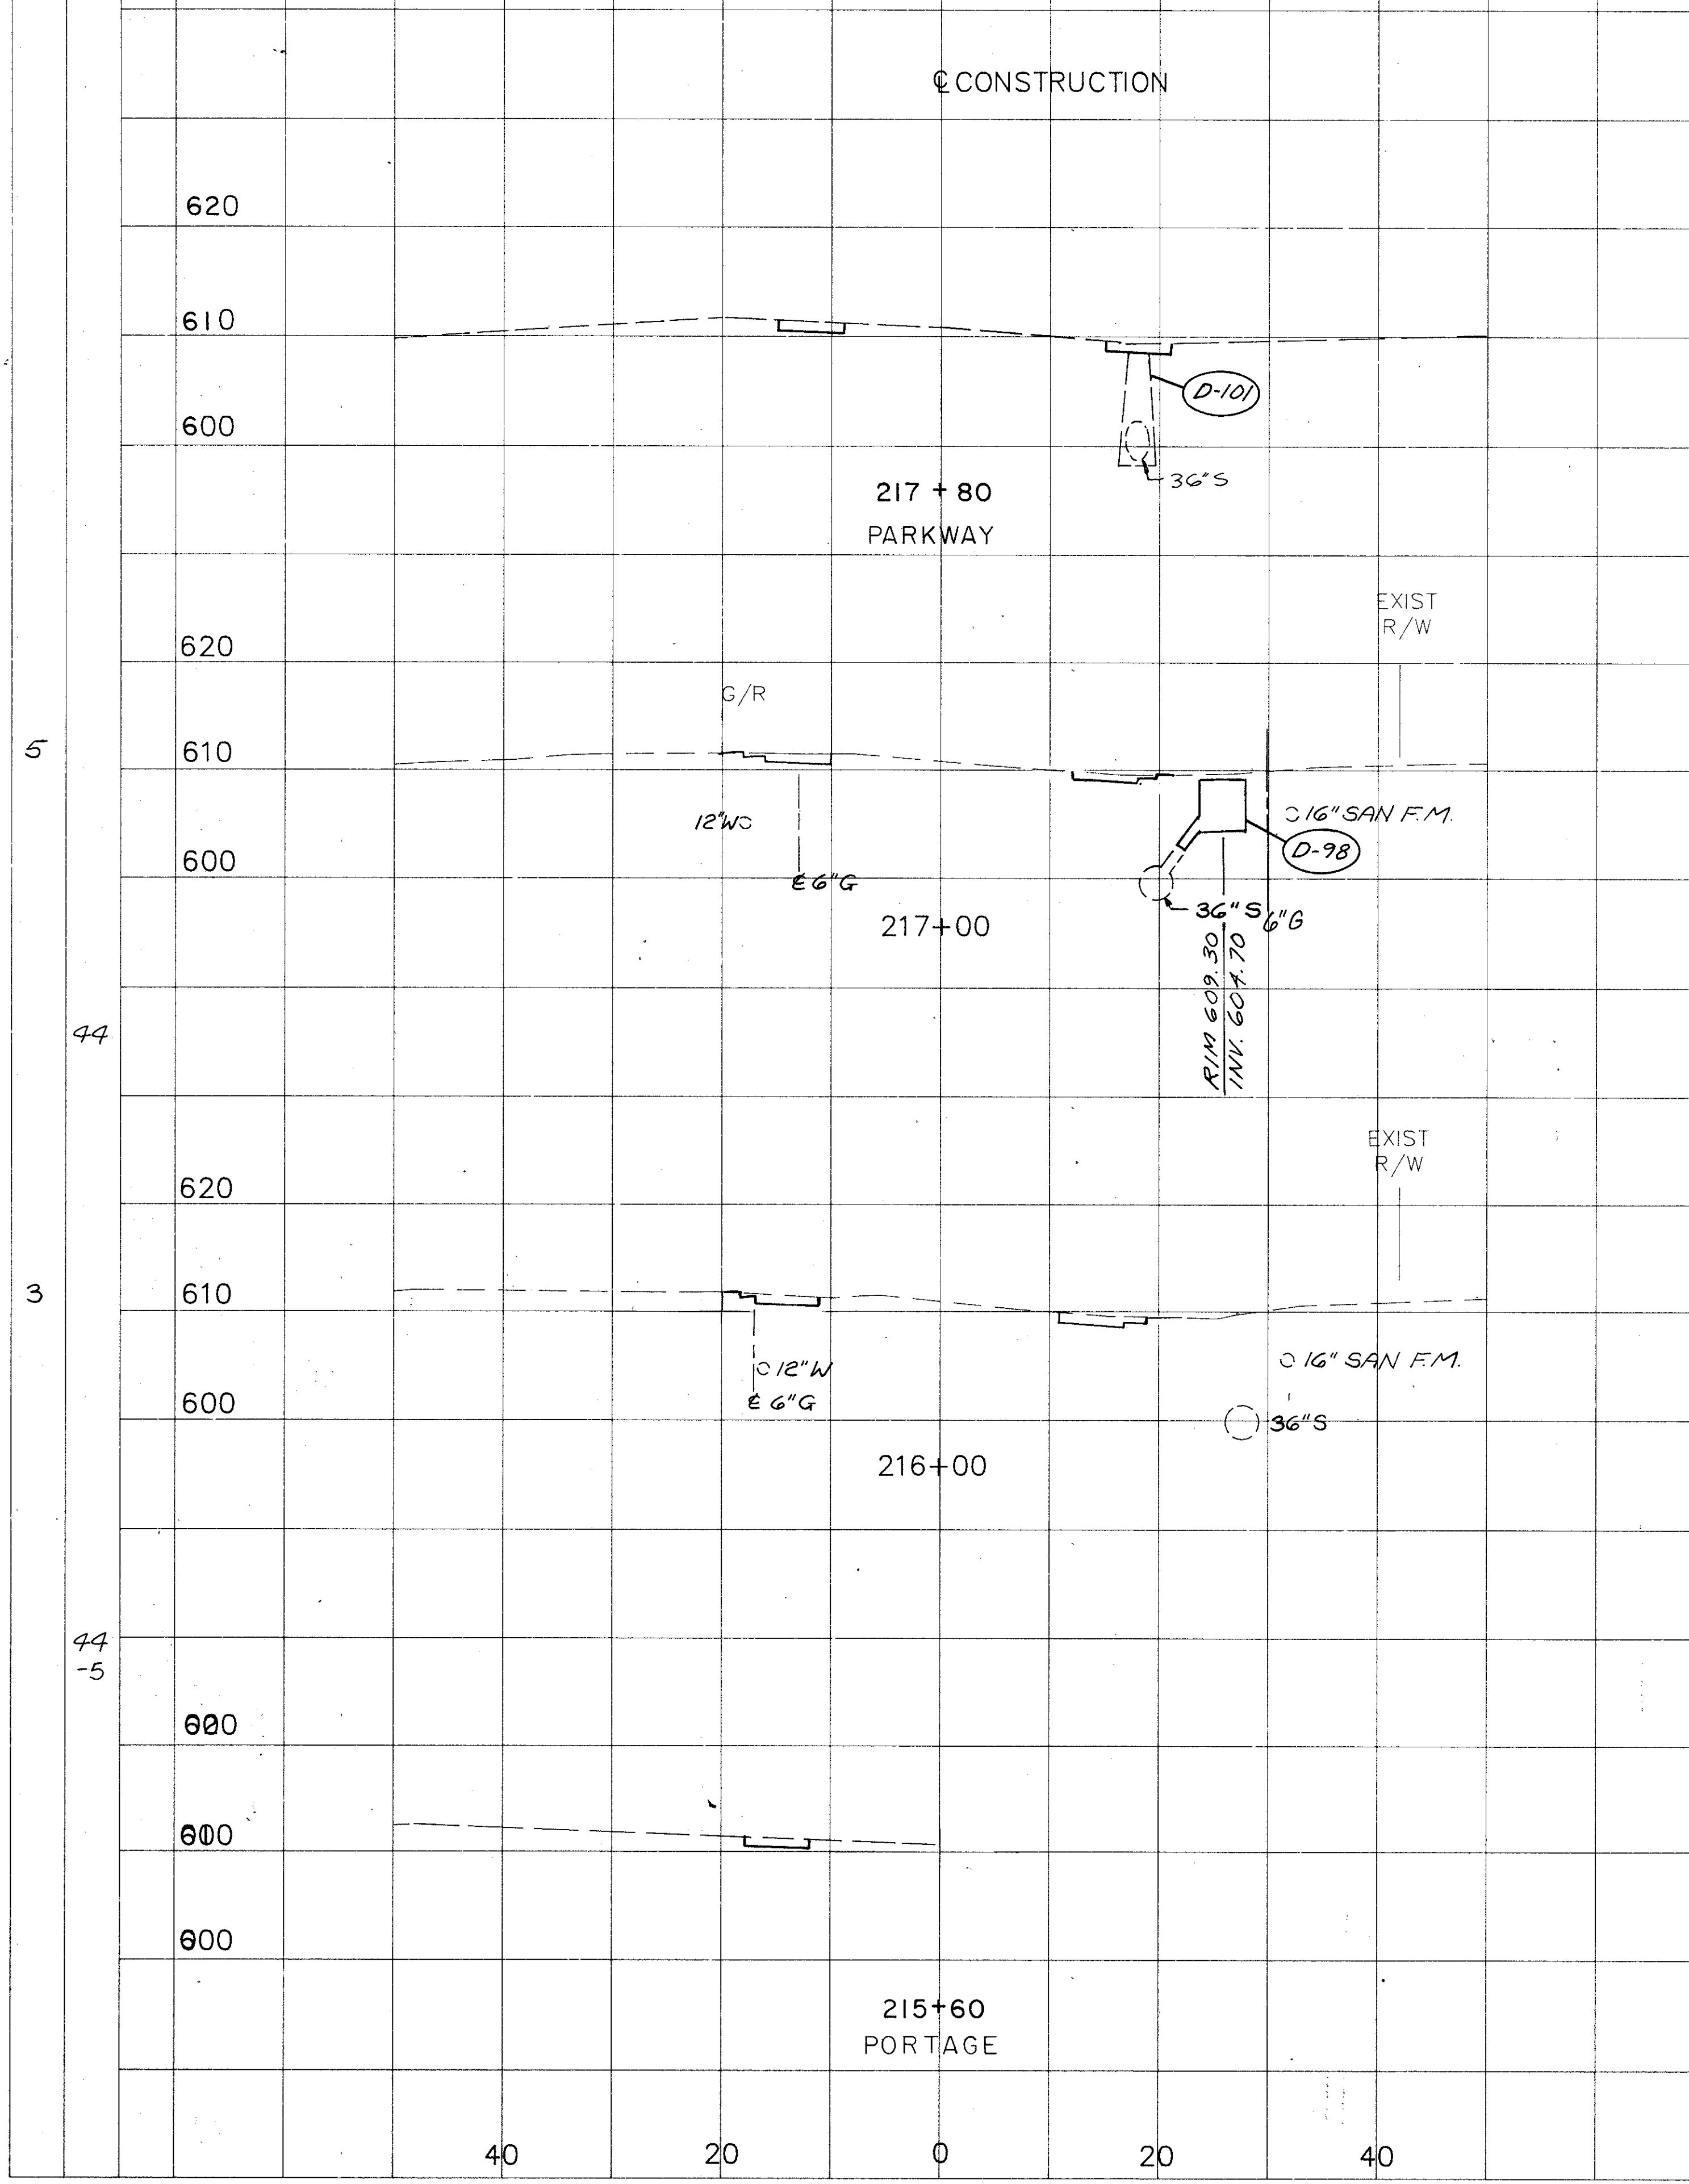 ℄ CONSTRUCTION
620
610
D-101
600
36"S
217 + 80
PARKWAY
EXIST
R/W
620
G/R
5
610
12"W
16" SAN F.M.
D-98
600
℄ 6"G
36" S
6"G
217+00
RIM 609.30
INV. 604.70
44
EXIST
R/W
620
3
610
12"W
16" SAN F.M.
℄ 6"G
600
36"S
216+00
44
-5
600
215+60
PORTAGE
40 20 0 20 40